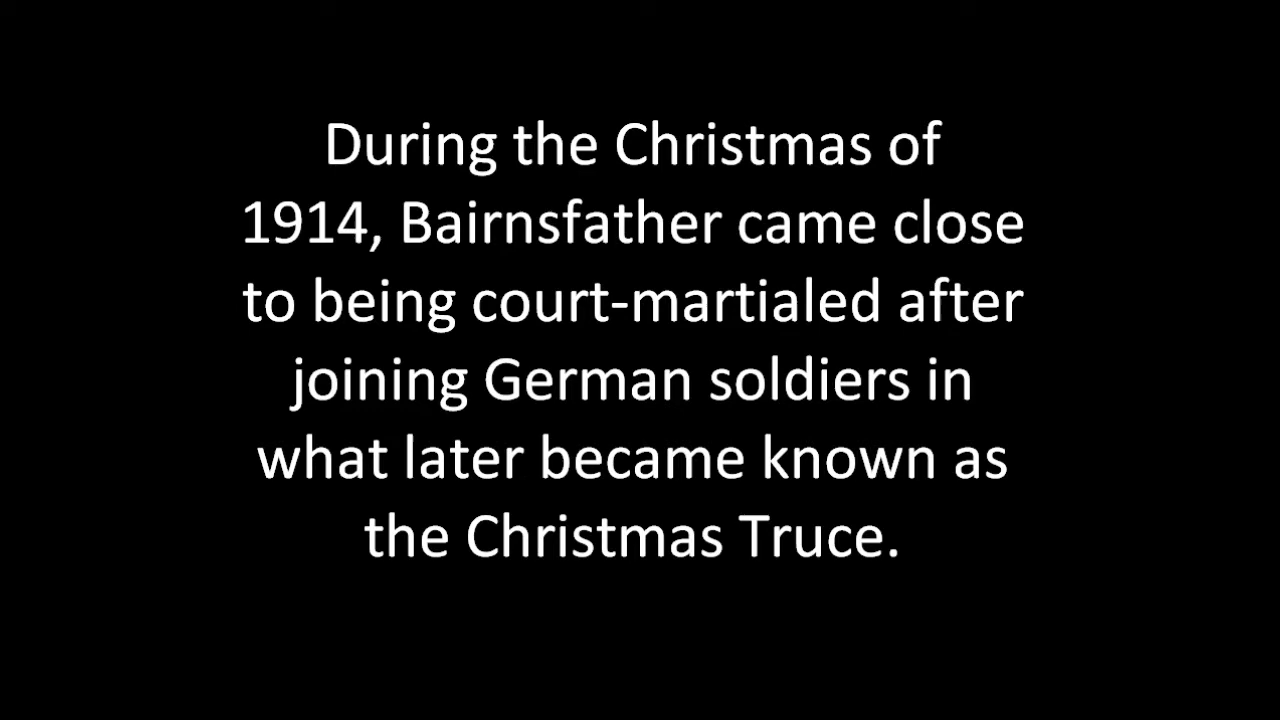 During the Christmas of
1914, Bairnsfather came close
to being court-martialed after
joining German soldiers in
what later became known as
the Christmas Truce.